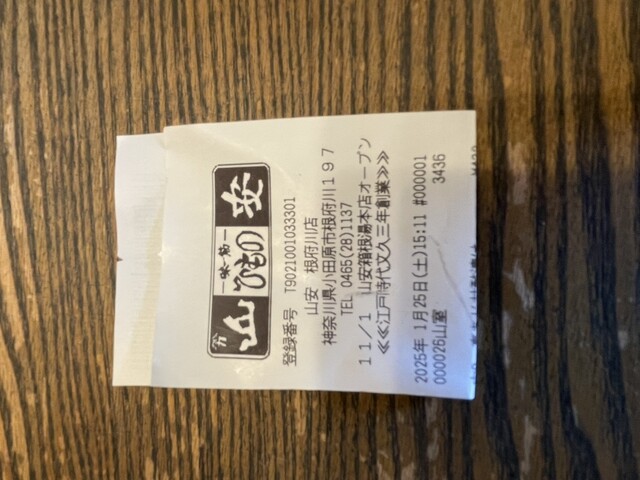 山 ひもの 安
登録番号 T9021001033301
山安 根府川店
神奈川県小田原市根府川197
TEL 0465(28)1137
11/1 山安箱根湯本店オープン
≪≪江戸時代文久三年創業≫≫
2025年 1月25日(土)15:11 #000001
000026山室 3436